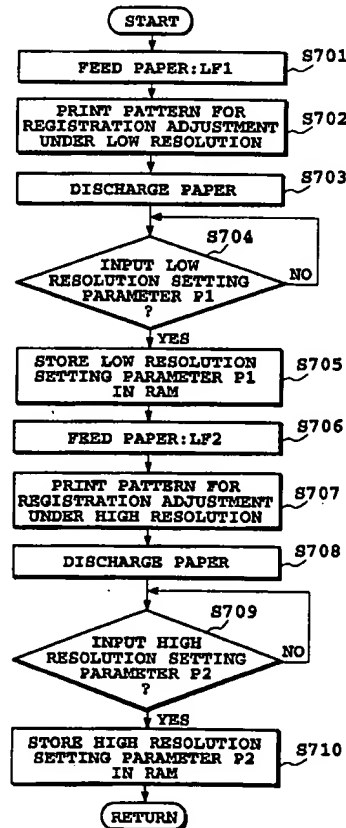 START
S701
FEED PAPER:LF1
S702
PRINT PATTERN FOR
REGISTRATION ADJUSTMENT
UNDER LOW RESOLUTION
S703
DISCHARGE PAPER
S704
INPUT LOW
RESOLUTION SETTING
PARAMETER P1
?
NO
YES
S705
STORE LOW RESOLUTION
SETTING PARAMETER P1
IN RAM
S706
FEED PAPER:LF2
S707
PRINT PATTERN FOR
REGISTRATION ADJUSTMENT
UNDER HIGH RESOLUTION
S708
DISCHARGE PAPER
S709
INPUT HIGH
RESOLUTION SETTING
PARAMETER P2
?
NO
YES
S710
STORE HIGH RESOLUTION
SETTING PARAMETER P2
IN RAM
RETURN